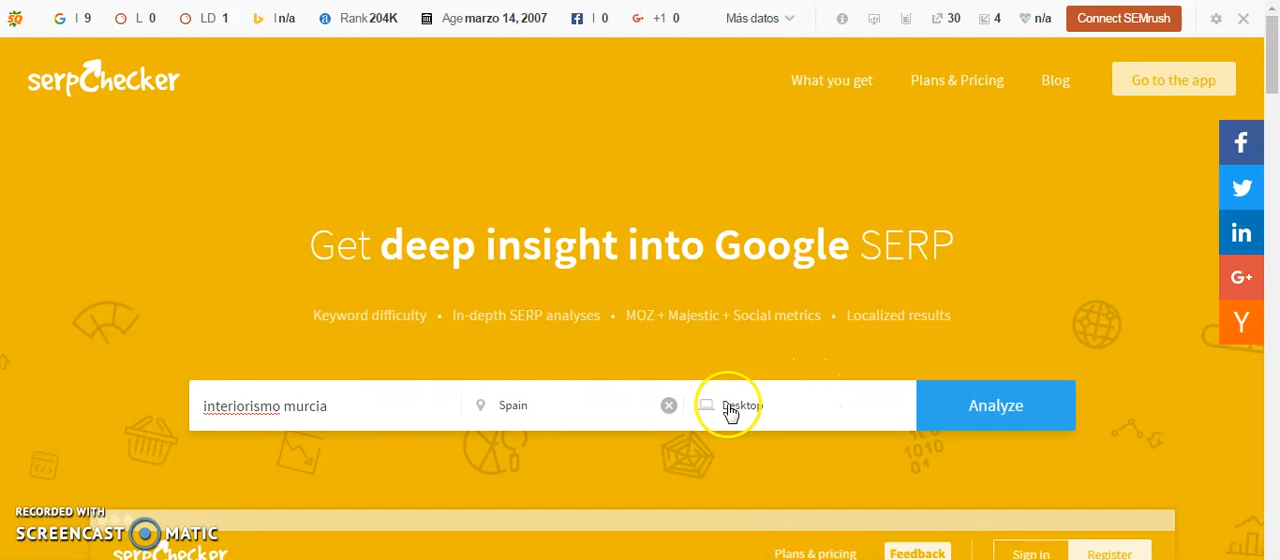 SQ I 9 L 0 LD 1 I n/a Rank 204K Age marzo 14, 2007 I 0 +1 0 Más datos 30 4 n/a Connect SEMrush
serpChecker What you get Plans & Pricing Blog Go to the app
Get deep insight into Google SERP
Keyword difficulty • In-depth SERP analyses • MOZ + Majestic + Social metrics • Localized results
interiorismo murcia Spain Desktop Analyze
RECORDED WITH
SCREENCAST MATIC
serpChecker Plans & pricing Feedback Sign in Register